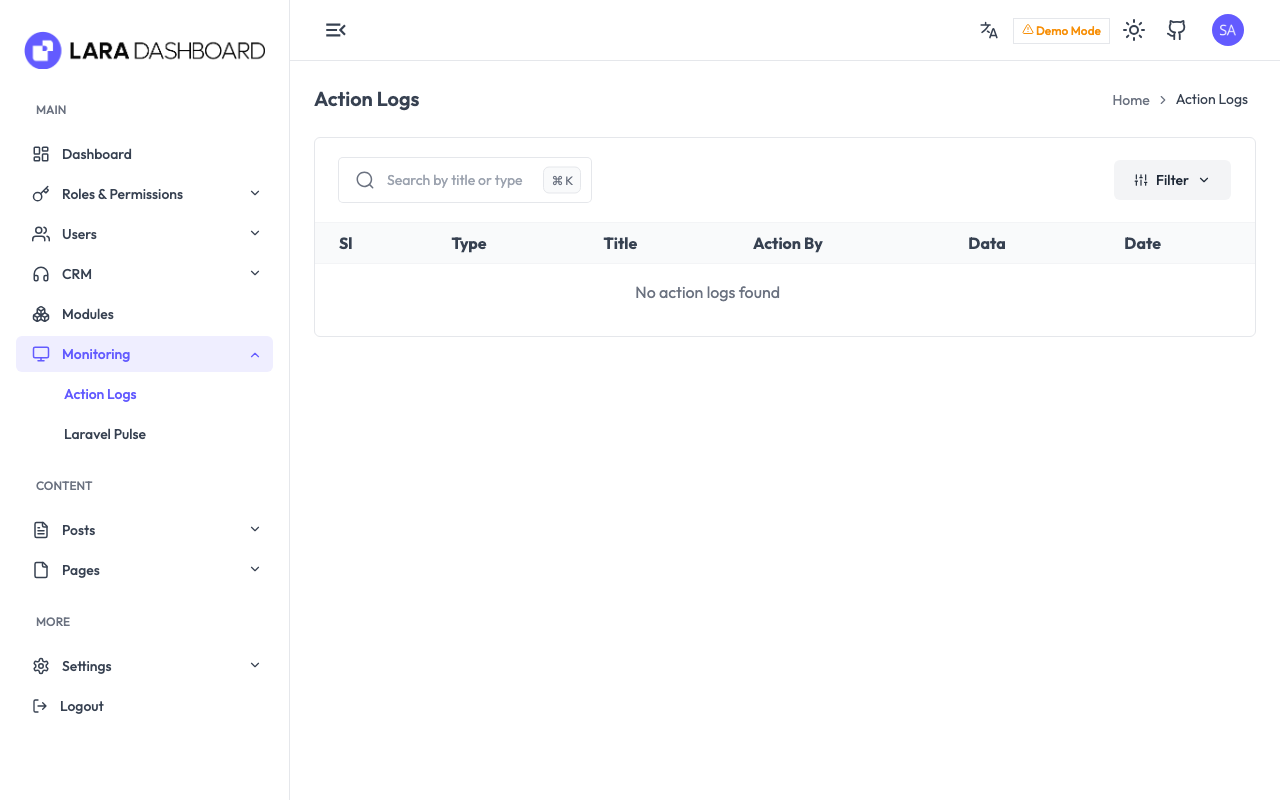 LARA DASHBOARD
MAIN
Dashboard
Roles & Permissions
Users
CRM
Modules
Monitoring
Action Logs
Laravel Pulse
CONTENT
Posts
Pages
MORE
Settings
Logout
Demo Mode
SA
Action Logs
Home > Action Logs
Search by title or type ⌘ K
Filter
Sl Type Title Action By Data Date
No action logs found